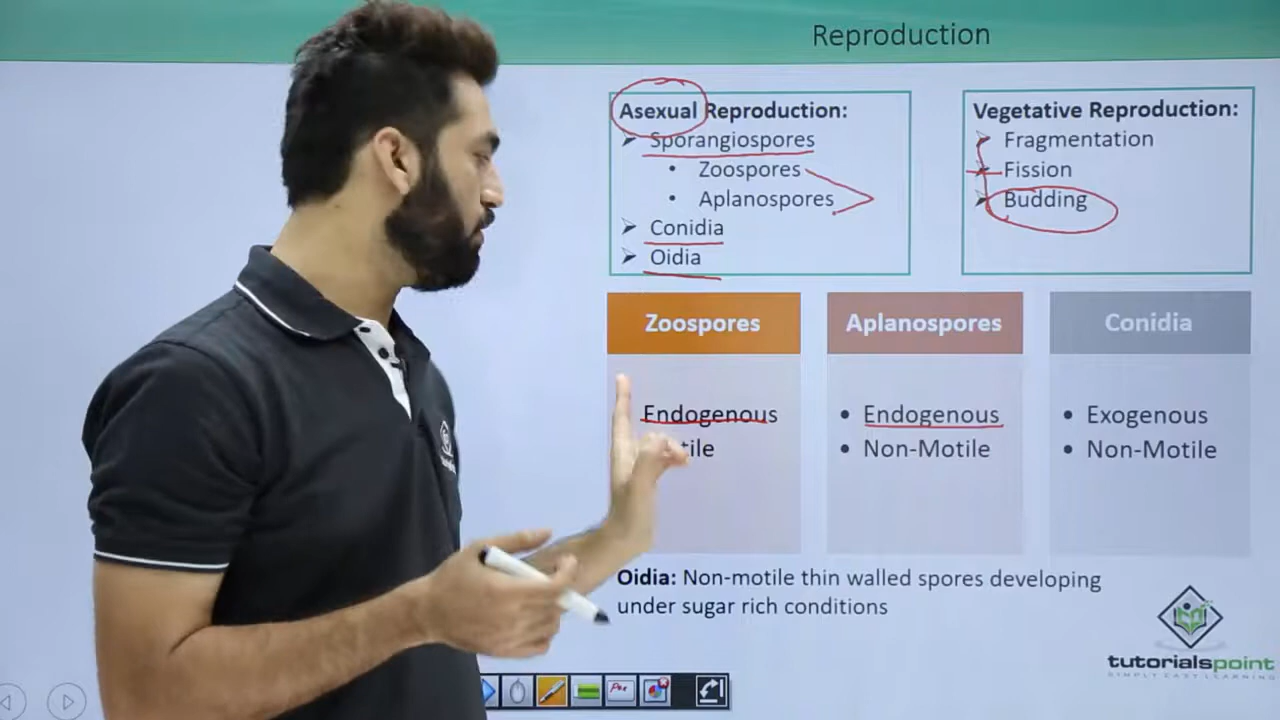 Reproduction
Asexual Reproduction:
Sporangiospores
Zoospores
Aplanospores
Conidia
Oidia
Vegetative Reproduction:
Fragmentation
Fission
Budding
Zoospores
Endogenous
tile
Aplanospores
Endogenous
Non-Motile
Conidia
Exogenous
Non-Motile
Oidia: Non-motile thin walled spores developing
under sugar rich conditions
tutorialspoint
SIMPLY EASY LEARNING